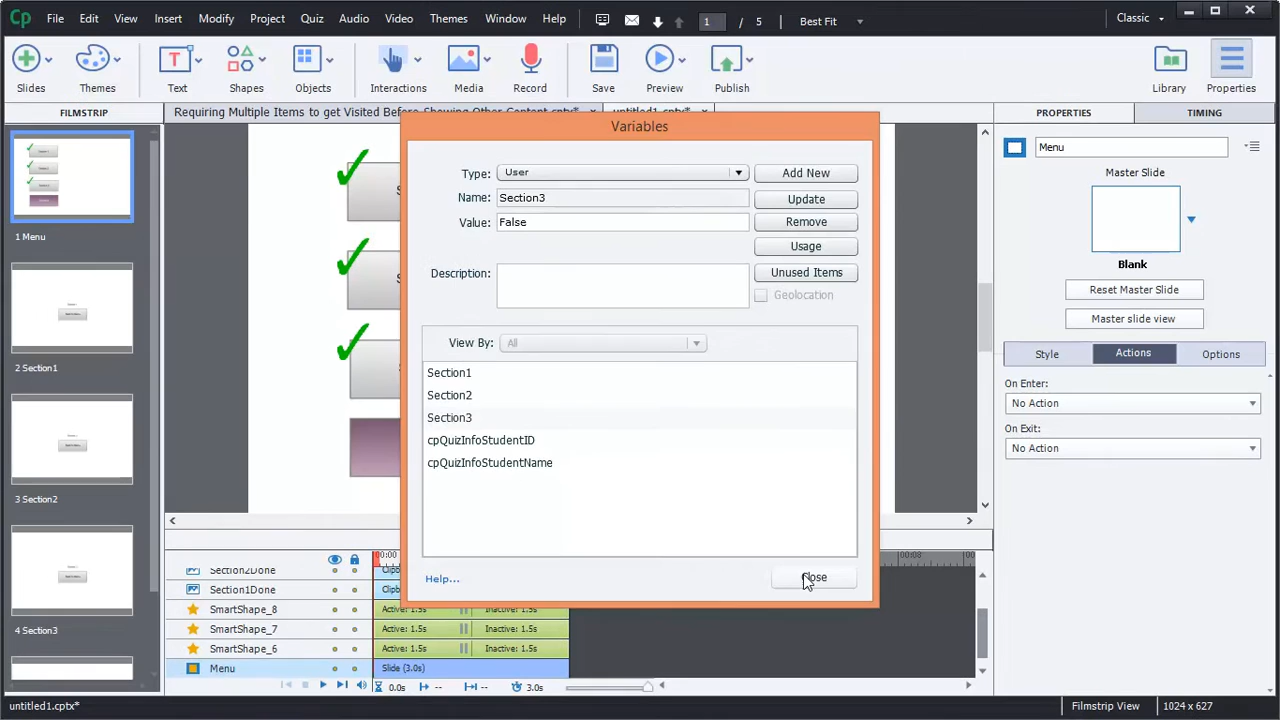 Cp File Edit View Insert Modify Project Quiz Audio Video Themes Window Help 1 / 5 Best Fit Classic
T
Slides Themes Text Shapes Objects Interactions Media Record Save Preview Publish Library Properties
FILMSTRIP
Requiring Multiple Items to get Visited Before Showing Other Content.cptx* untitled1.cptx*
PROPERTIES TIMING
1 Menu
2 Section1
3 Section2
4 Section3
Variables
Type: User Add New
Name: Section3 Update
Value: False Remove
Usage
Description: Unused Items
Geolocation
View By: All
Section1
Section2
Section3
cpQuizInfoStudentID
cpQuizInfoStudentName
Help... Close
Menu
Master Slide
Blank
Reset Master Slide
Master slide view
Style Actions Options
On Enter:
No Action
On Exit:
No Action
00:00 00:08
Section2Done
Section1Done
SmartShape_8 Active: 1.5s Inactive: 1.5s
SmartShape_7 Active: 1.5s Inactive: 1.5s
SmartShape_6 Active: 1.5s Inactive: 1.5s
Menu Slide (3.0s)
0.0s -- -- 3.0s
untitled1.cptx* Filmstrip View 1024 x 627